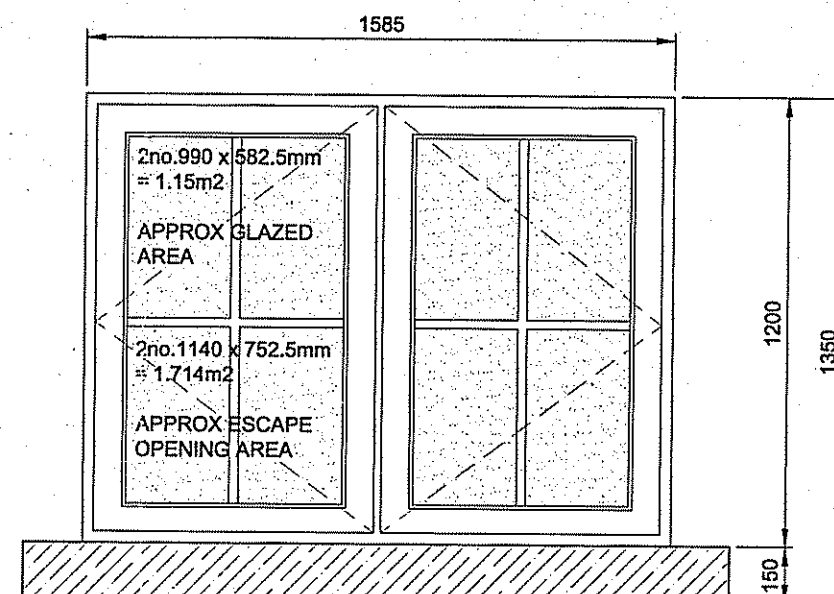 1585
2no.990 x 582.5mm
= 1.15m2
APPROX GLAZED
AREA
2no.1140 x 752.5mm
= 1.714m2
APPROX ESCAPE
OPENING AREA
1200
1350
150